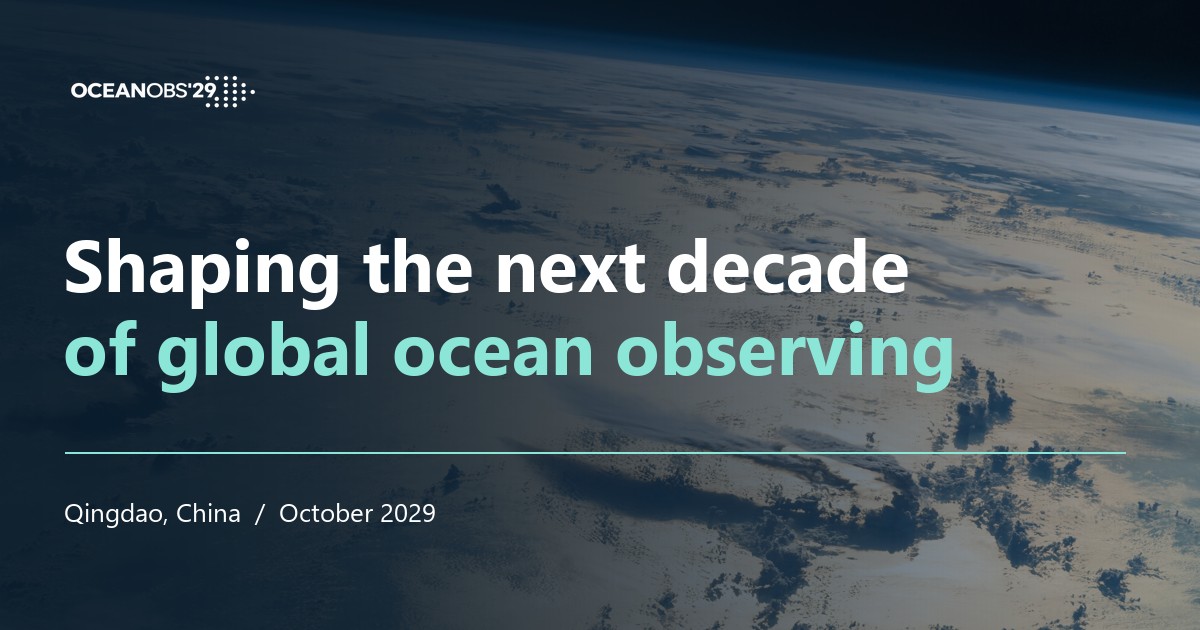 OCEANOBS'29
Shaping the next decade
of global ocean observing
Qingdao, China / October 2029